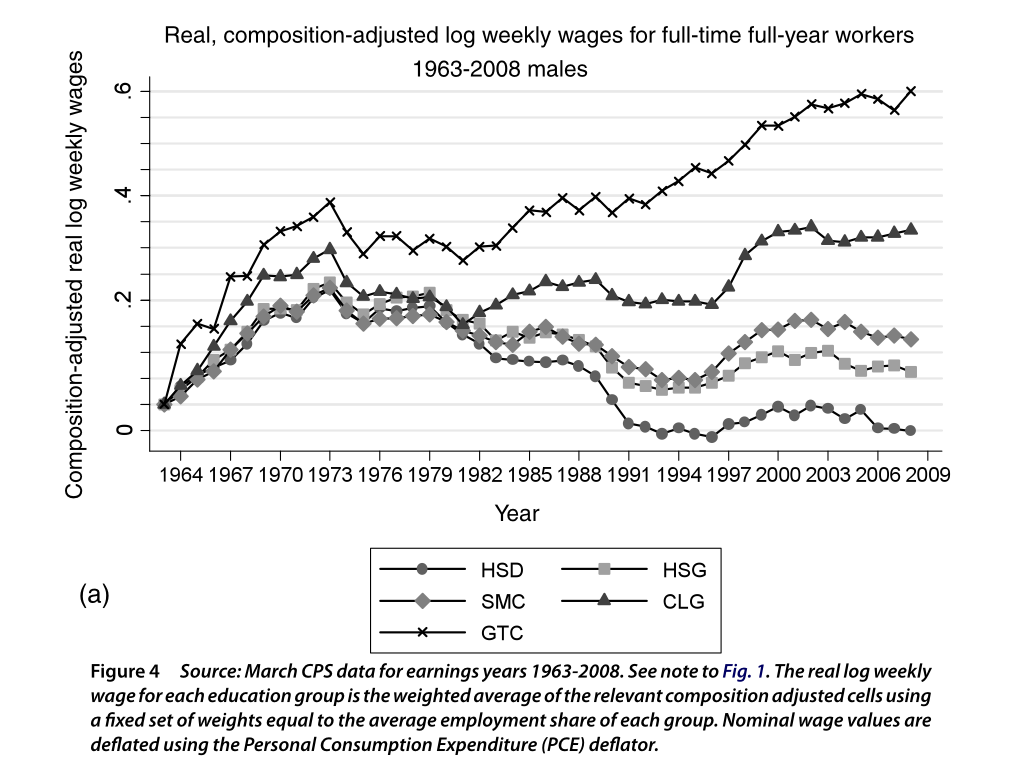 Real, composition-adjusted log weekly wages for full-time full-year workers
1963-2008 males
Composition-adjusted real log weekly wages
.6
.4
.2
0
1964 1967 1970 1973 1976 1979 1982 1985 1988 1991 1994 1997 2000 2003 2006 2009
Year
(a)
HSD HSG
SMC CLG
GTC
Figure 4 Source: March CPS data for earnings years 1963-2008. See note to Fig. 1. The real log weekly
wage for each education group is the weighted average of the relevant composition adjusted cells using
a fixed set of weights equal to the average employment share of each group. Nominal wage values are
deflated using the Personal Consumption Expenditure (PCE) deflator.